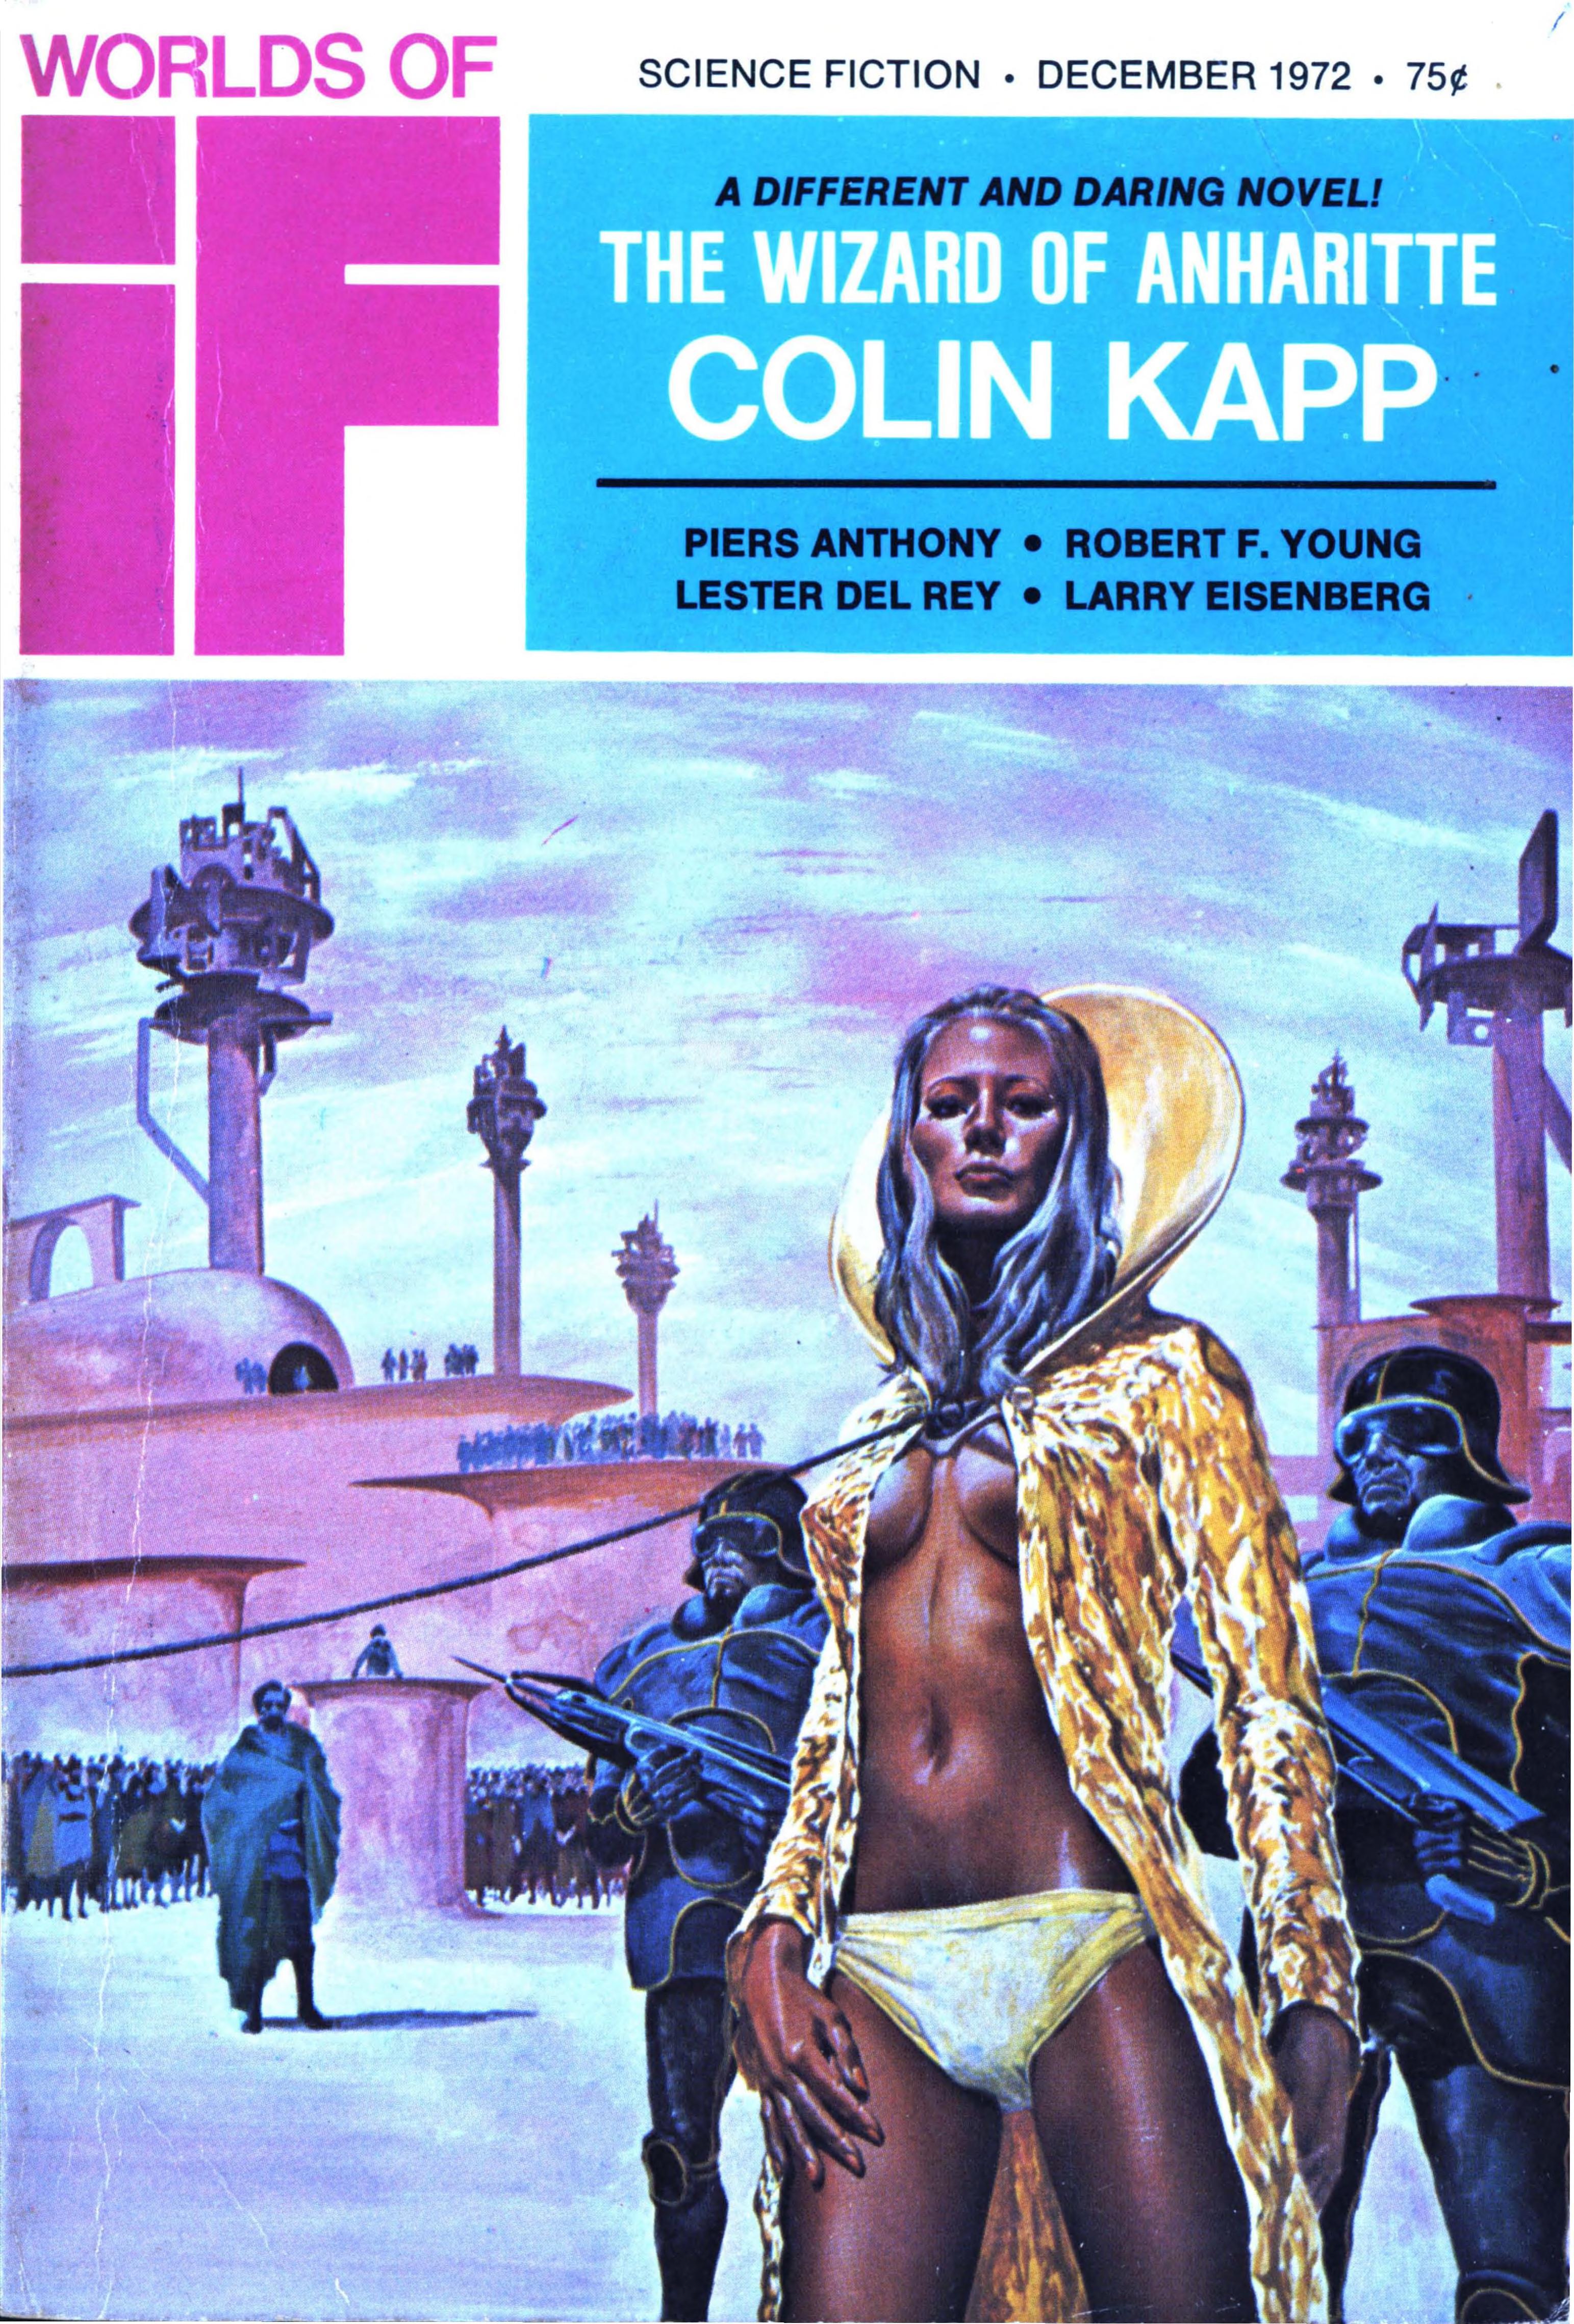 WORLDS OF
iF
SCIENCE FICTION • DECEMBER 1972 • 75¢
A DIFFERENT AND DARING NOVEL!
THE WIZARD OF ANHARITTE
COLIN KAPP
PIERS ANTHONY • ROBERT F. YOUNG
LESTER DEL REY • LARRY EISENBERG